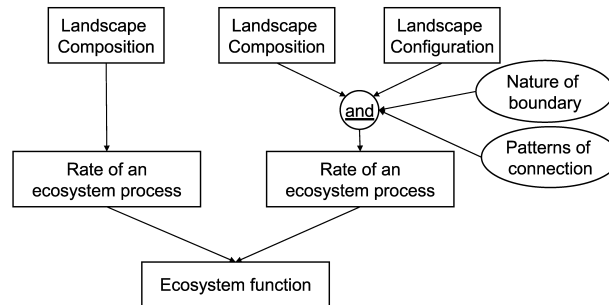 Landscape
Composition
Landscape
Composition
Landscape
Configuration
Nature of
boundary
and
Patterns of
connection
Rate of an
ecosystem process
Rate of an
ecosystem process
Ecosystem function